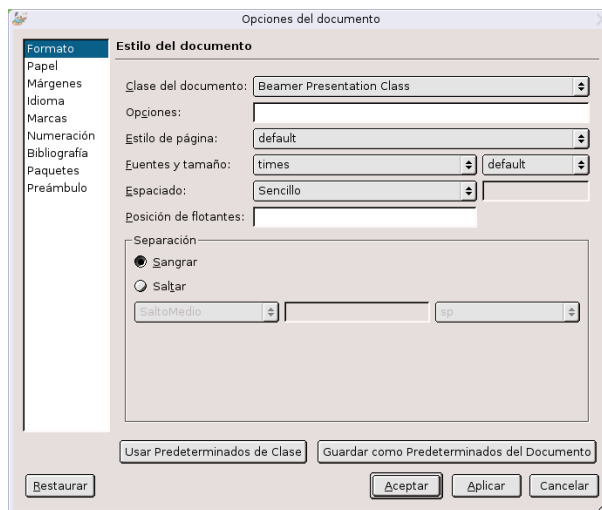 Opciones del documento
Formato
Papel
Márgenes
Idioma
Marcas
Numeración
Bibliografía
Paquetes
Preámbulo
Estilo del documento
Clase del documento: Beamer Presentation Class
Opciones:
Estilo de página: default
Fuentes y tamaño: times default
Espaciado: Sencillo
Posición de flotantes:
Separación
Sangrar
Saltar
SaltoMedio sp
Usar Predeterminados de Clase Guardar como Predeterminados del Documento
Restaurar Aceptar Aplicar Cancelar